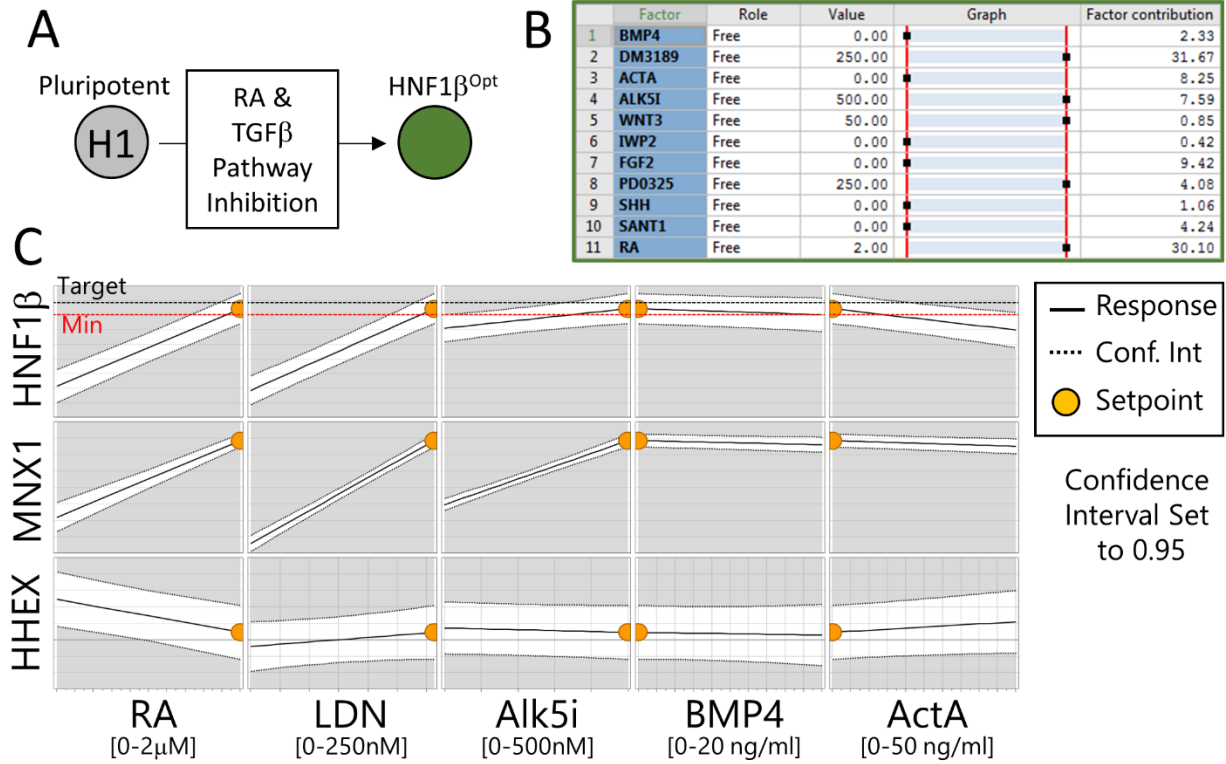 A
Pluripotent
H1
RA &
TGFβ
Pathway
Inhibition
HNF1βOpt
B
Factor Role Value Graph Factor contribution
1 BMP4 Free 0.00 2.33
2 DM3189 Free 250.00 31.67
3 ACTA Free 0.00 8.25
4 ALK5I Free 500.00 7.59
5 WNT3 Free 50.00 0.85
6 IWP2 Free 0.00 0.42
7 FGF2 Free 0.00 9.42
8 PD0325 Free 250.00 4.08
9 SHH Free 0.00 1.06
10 SANT1 Free 0.00 4.24
11 RA Free 2.00 30.10
C
Target
Min
HNF1β
MNX1
HHEX
RA
[0-2μM]
LDN
[0-250nM]
Alk5i
[0-500nM]
BMP4
[0-20 ng/ml]
ActA
[0-50 ng/ml]
Response
Conf. Int
Setpoint
Confidence
Interval Set
to 0.95